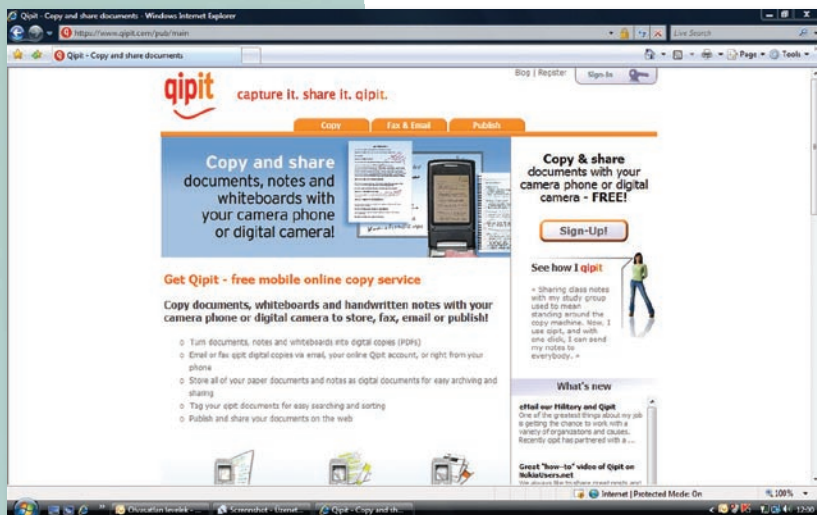 Qipit - Copy and share documents - Windows Internet Explorer
https://www.qipit.com/pub/main
Live Search
Qipit - Copy and share documents
Page
Tools
Blog | Register
Sign-In
qipit
capture it. share it. qipit.
Copy
Fax & Email
Publish
Copy and share
documents, notes and
whiteboards with
your camera phone
or digital camera!
Copy & share
documents with your
camera phone or digital
camera - FREE!
Sign-Up!
Get Qipit - free mobile online copy service
Copy documents, whiteboards and handwritten notes with your
camera phone or digital camera to store, fax, email or publish!
Turn documents, notes and whiteboards into digital copies (PDFs)
Email or fax qipit digital copies via email, your online Qipit account, or right from your
phone
Store all of your paper documents and notes as digital documents for easy archiving and
sharing
Tag your qipit documents for easy searching and sorting
Publish and share your documents on the web
See how I qipit
« Sharing class notes
with my study group
used to mean
standing around the
copy machine. Now, I
use qipit, and with
one click, I can send
my notes to
everybody. »
What's new
eMail our Military and Qipit
One of the greatest things about my job
is getting the chance to work with a
variety of organizations and causes.
Recently qipit has partnered with a ...
Great "how-to" video of Qipit on
NokiaUsers.net
We always like to share
Internet | Protected Mode: On
100%
Olvasatlan levelek - ...
Screenshot - Usenet...
Qipit - Copy and sh...
12:00